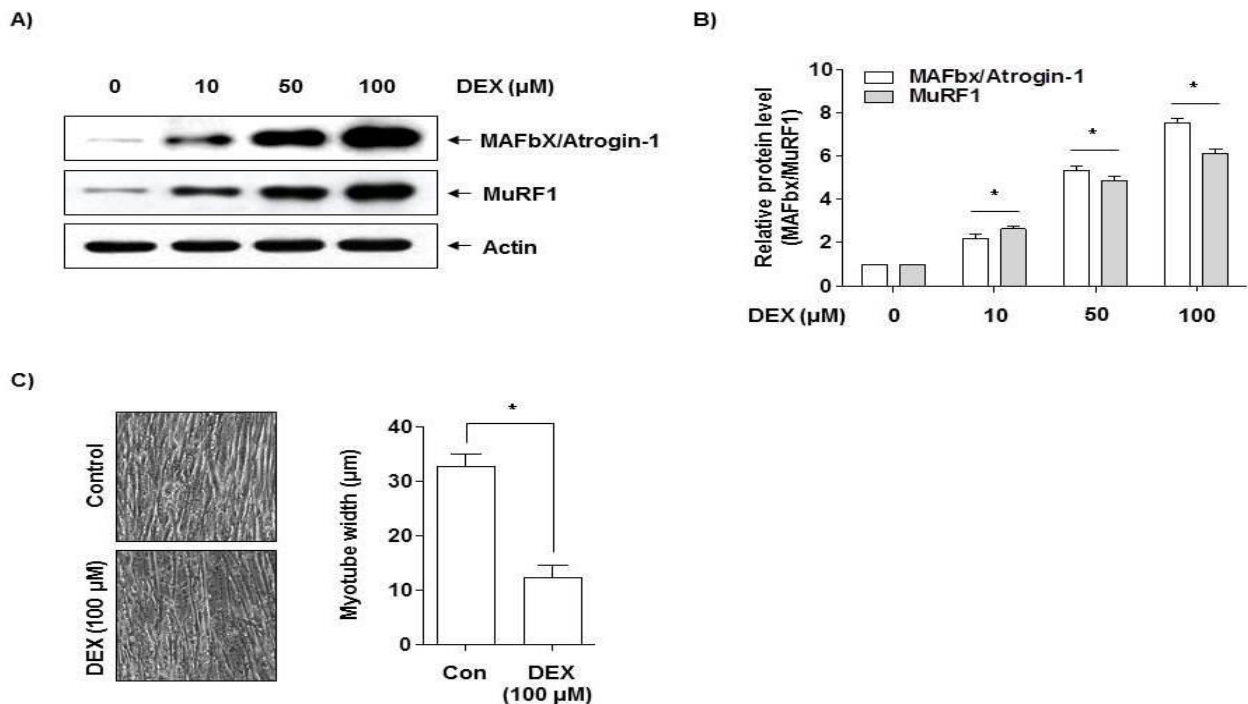 A)
0 10 50 100 DEX (µM)
MAFbX/Atrogin-1
MuRF1
Actin
B)
Relative protein level
(MAFbx/MuRF1)
10
8
6
4
2
0
MAFbx/Atrogin-1
MuRF1
*
*
*
DEX (µM) 0 10 50 100
C)
Control
DEX (100 µM)
Myotube width (µm)
40
30
20
10
0
*
Con DEX
(100 µM)